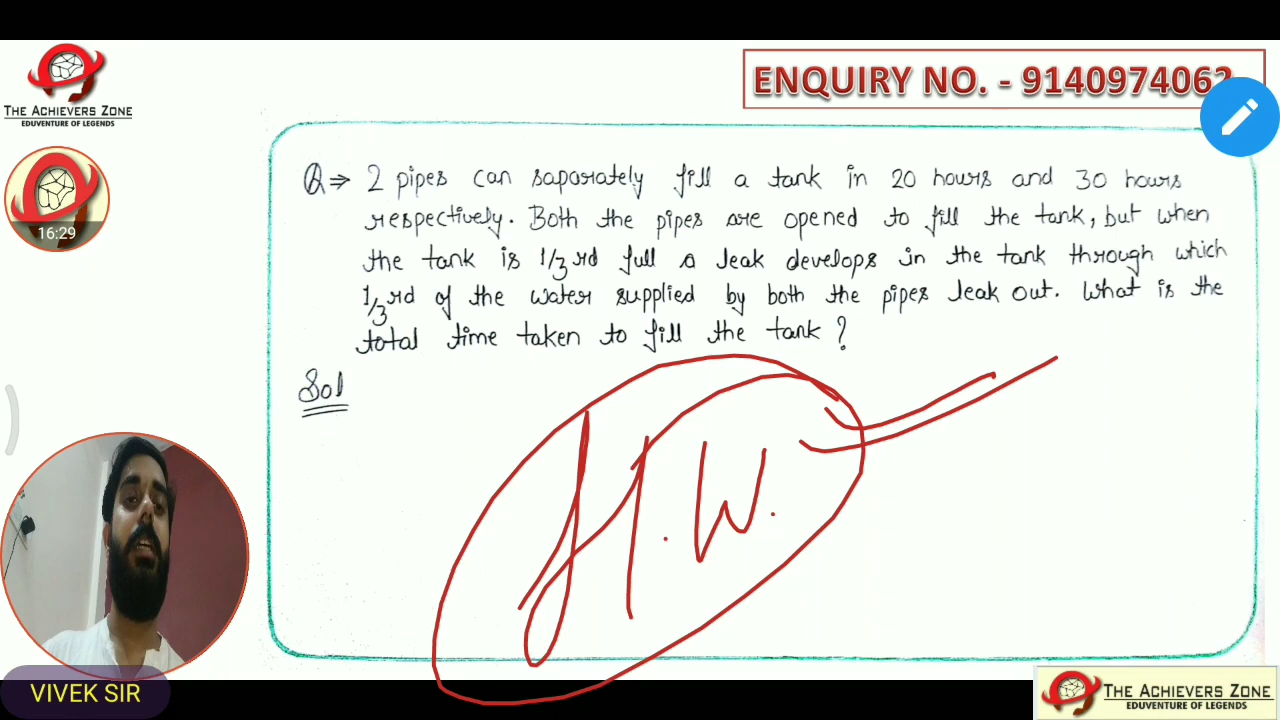 THE ACHIEVERS ZONE
EDUVENTURE OF LEGENDS
ENQUIRY NO. - 9140974063
16:29
Q⇒ 2 pipes can saparately fill a tank in 20 hours and 30 hours
respectively. Both the pipes are opened to fill the tank, but when
the tank is 1/3 rd full a leak develops in the tank through which
1/3rd of the water supplied by both the pipes leak out. What is the
total time taken to fill the tank?
Sol
H.W.
VIVEK SIR
THE ACHIEVERS ZONE
EDUVENTURE OF LEGENDS